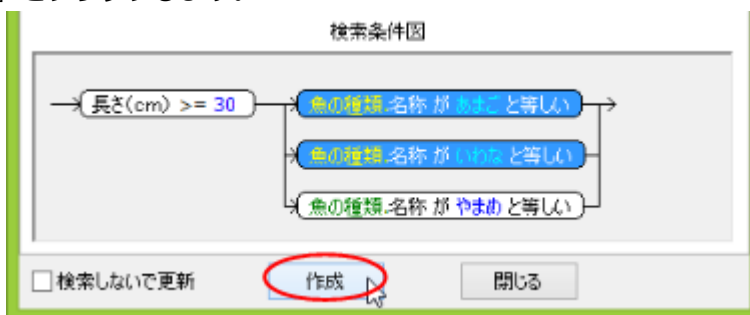 検索条件図
長さ(cm) >= 30
魚の種類.名称 が あまご と等しい
魚の種類.名称 が いわな と等しい
魚の種類.名称 が やまめ と等しい
検索しないで更新 作成 閉じる